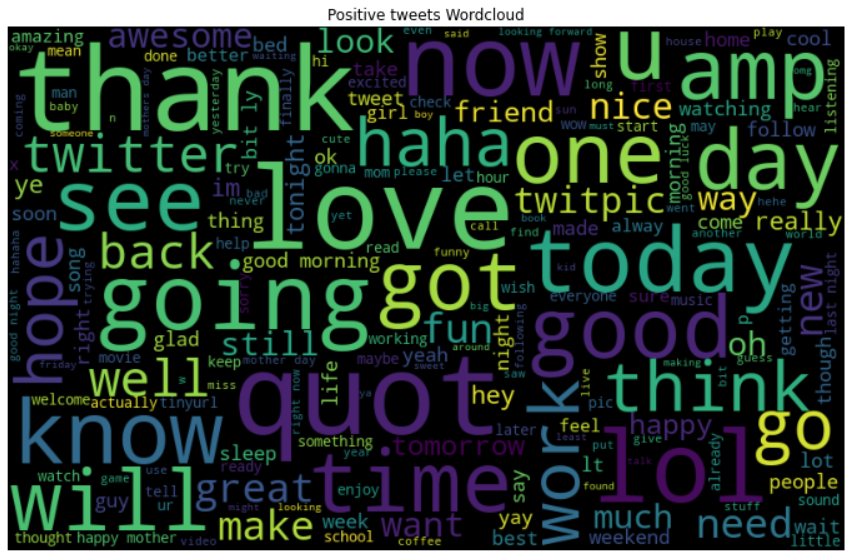 Positive tweets Wordcloud
amazing
awesome
look
now
u
amp
thank
okay
mean
done
better
bed
hi
even
said
looking forward
show
house
home
play
cool
waiting
take
excited
tweet
girl
check
boy
friend
nice
watching
long
first
omg
hear
listening
coming
man
baby
someone
n
mothers day
yesterday
finally
bit ly
cute
sun
wow
must
start
may
follow
good luck
morning
twitter
haha
one
day
x
try
ok
gonna
mom
please
let
hour
twitpic
way
went
hehe
ye
im
bad
never
tonight
love
yet
call
book
made
come
really
soon
see
thing
help
read
funny
find
alway
another
world
hope
hahaha
song
back
good morning
got
wish
today
new
last night
good night
right
trying
going
sorry
big
kid
everyone
sure
music
getting
though
p
glad
still
working
fun
night
following
good
oh
guess
friday
movie
keep
mother day
maybe
yeah
around
saw
making
bit
well
w
miss
quot
right now
life
ya
sweet
hey
think
live
welcome
actually
tinyurl
know
something
year
later
work
feel
pic
happy
go
sleep
tomorrow
least
put
give
already
lot
watch
game
use
ready
time
say
lt
lol
talk
people
will
guy
tell
ur
great
enjoy
want
yay
found
stuff
sound
thought
happy mother
video
might
looking
make
school
week
coffee
best
much
weekend
need
wait
little